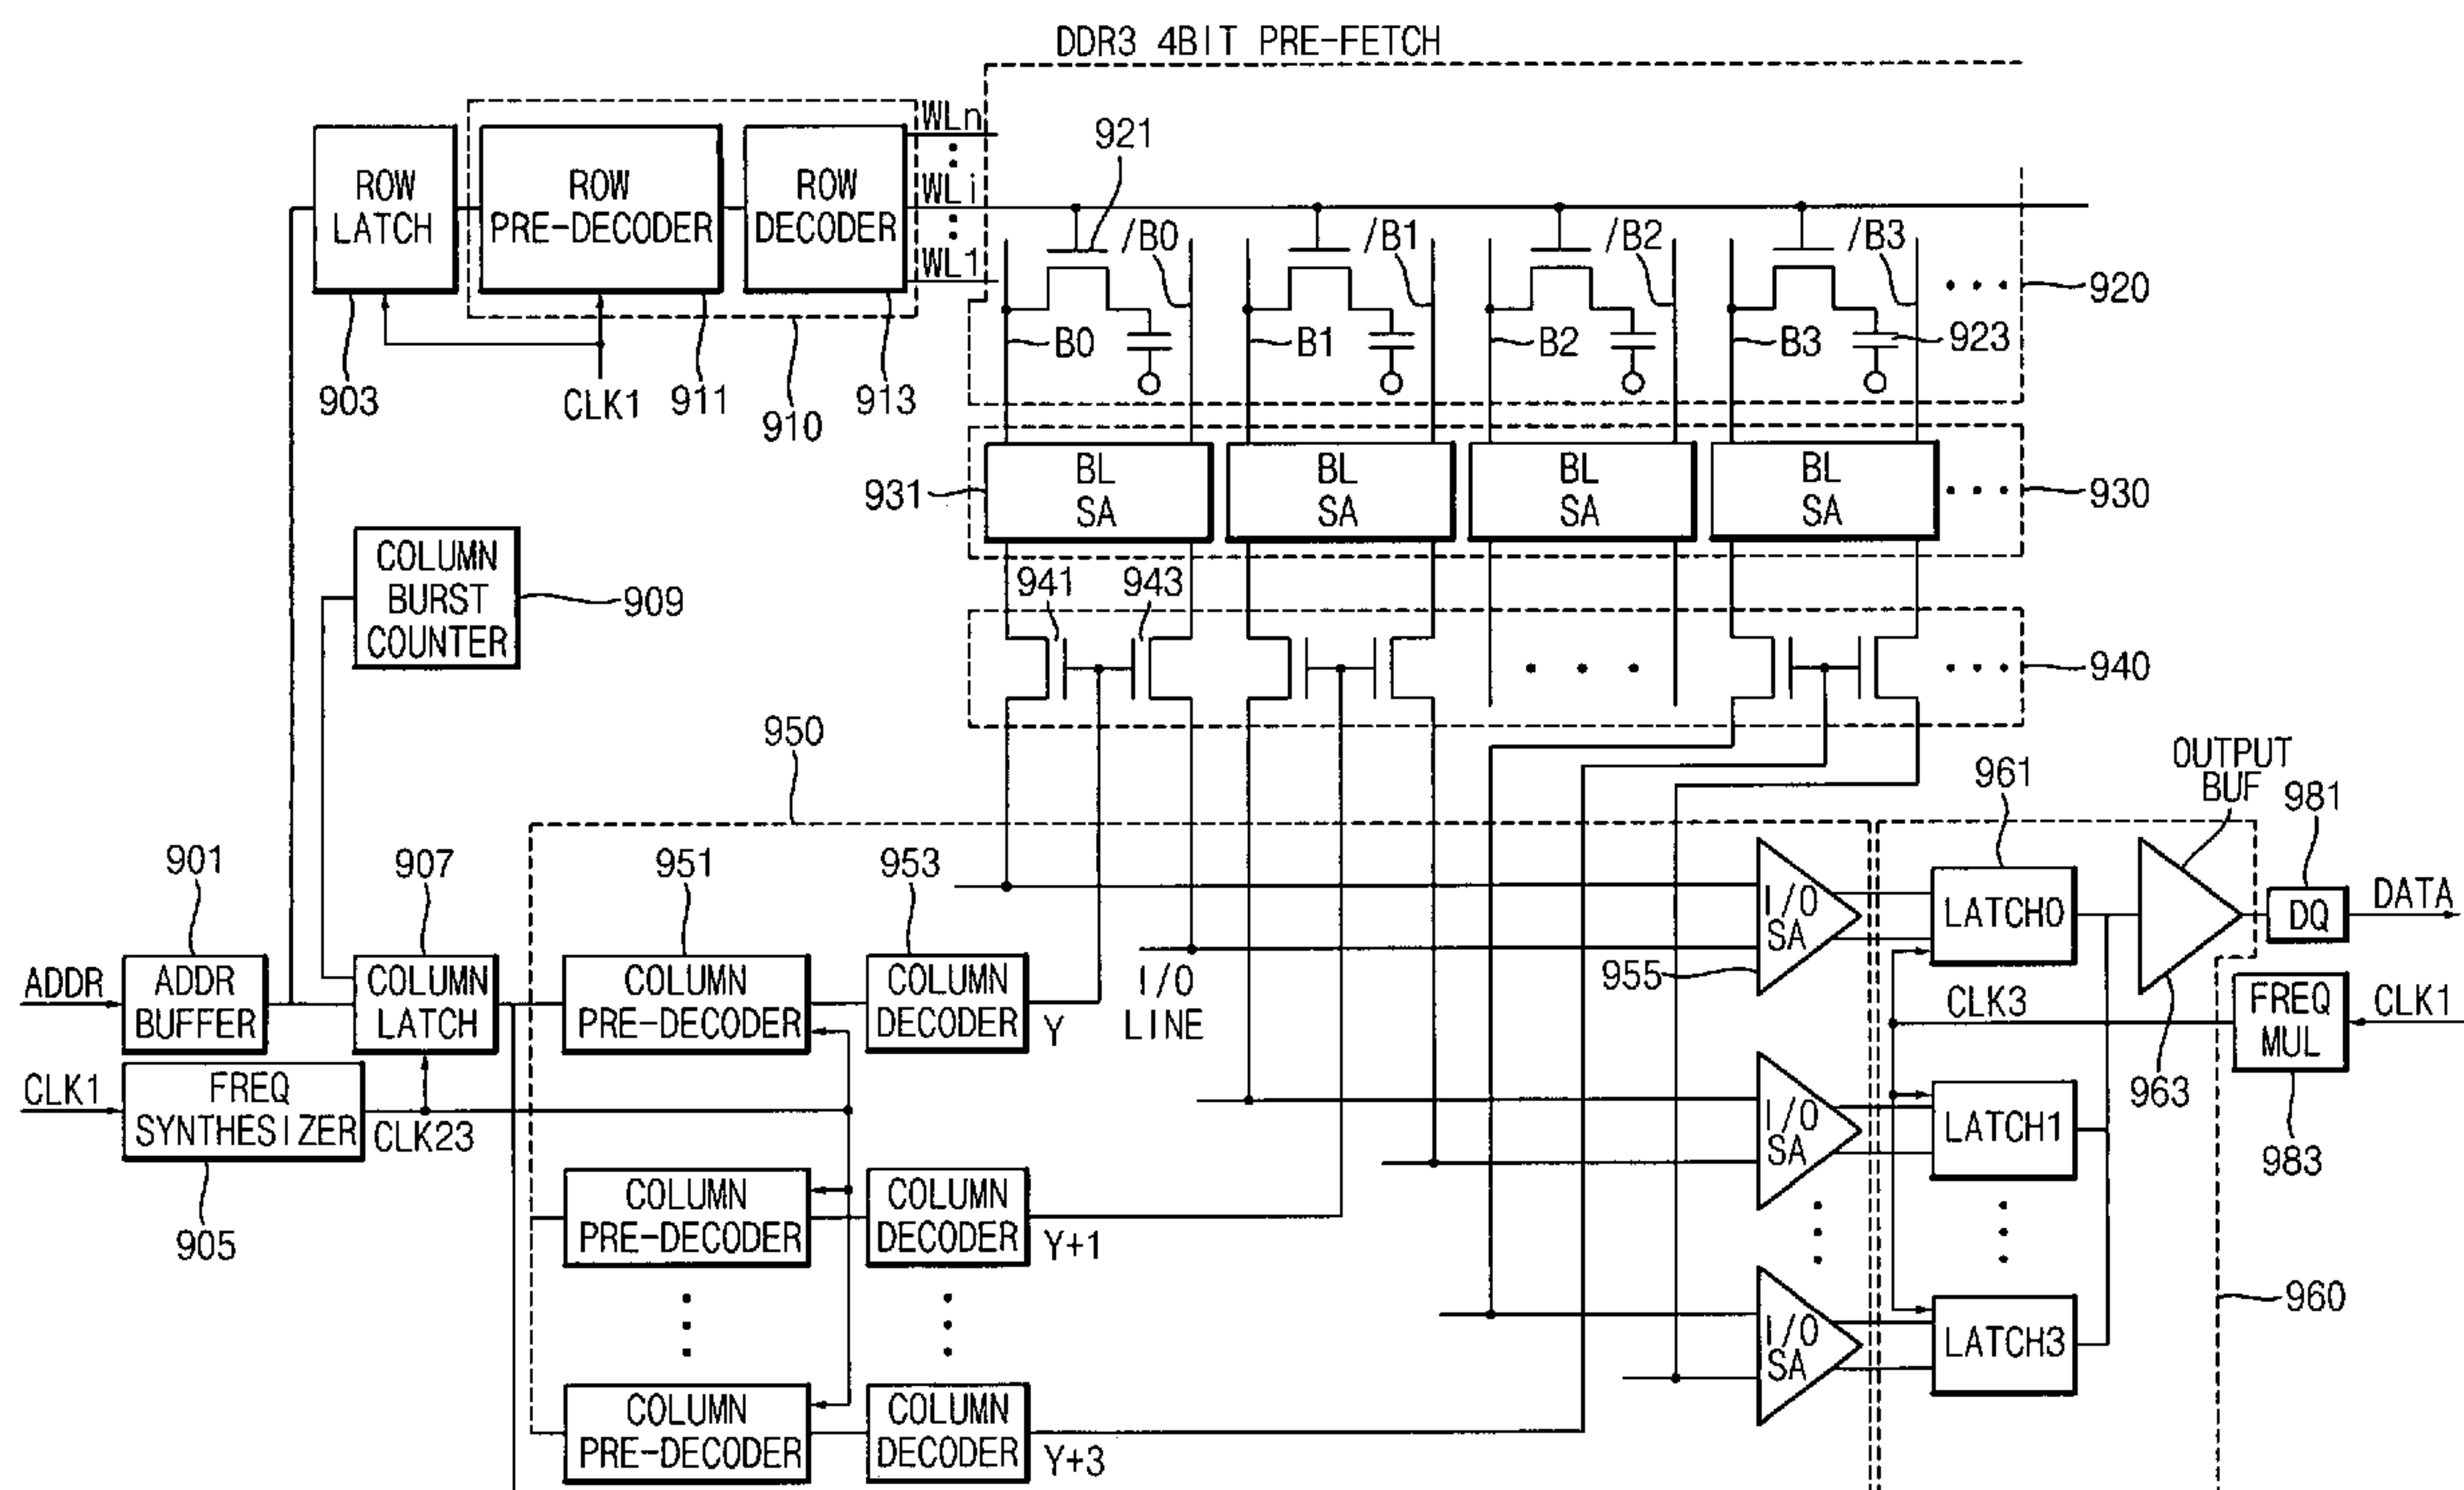 DDR3 4BIT PRE-FETCH
WLn
921
ROW
LATCH
ROW
PRE-DECODER
ROW
DECODER
WLi
WL1
/B0
/B1
/B2
/B3
920
B0
B1
B2
B3
923
903
CLK1
911
910
913
BL
SA
BL
SA
BL
SA
BL
SA
931
930
COLUMN
BURST
COUNTER
909
941
943
940
950
OUTPUT
BUF
961
981
901
907
951
953
I/O
SA
LATCH0
DQ
DATA
955
ADDR
ADDR
BUFFER
COLUMN
LATCH
COLUMN
PRE-DECODER
COLUMN
DECODER
Y
I/O
LINE
CLK3
FREQ
MUL
CLK1
963
983
CLK1
FREQ
SYNTHESIZER
CLK23
905
I/O
SA
LATCH1
COLUMN
PRE-DECODER
COLUMN
DECODER
Y+1
960
I/O
SA
LATCH3
COLUMN
PRE-DECODER
COLUMN
DECODER
Y+3